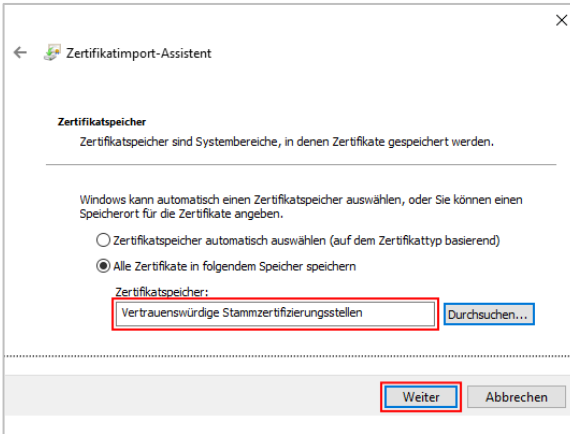 Zertifikatimport-Assistent
Zertifikatspeicher
Zertifikatspeicher sind Systembereiche, in denen Zertifikate gespeichert werden.
Windows kann automatisch einen Zertifikatspeicher auswählen, oder Sie können einen
Speicherort für die Zertifikate angeben.
Zertifikatspeicher automatisch auswählen (auf dem Zertifikattyp basierend)
Alle Zertifikate in folgendem Speicher speichern
Zertifikatspeicher:
Vertrauenswürdige Stammzertifizierungsstellen Durchsuchen...
Weiter Abbrechen